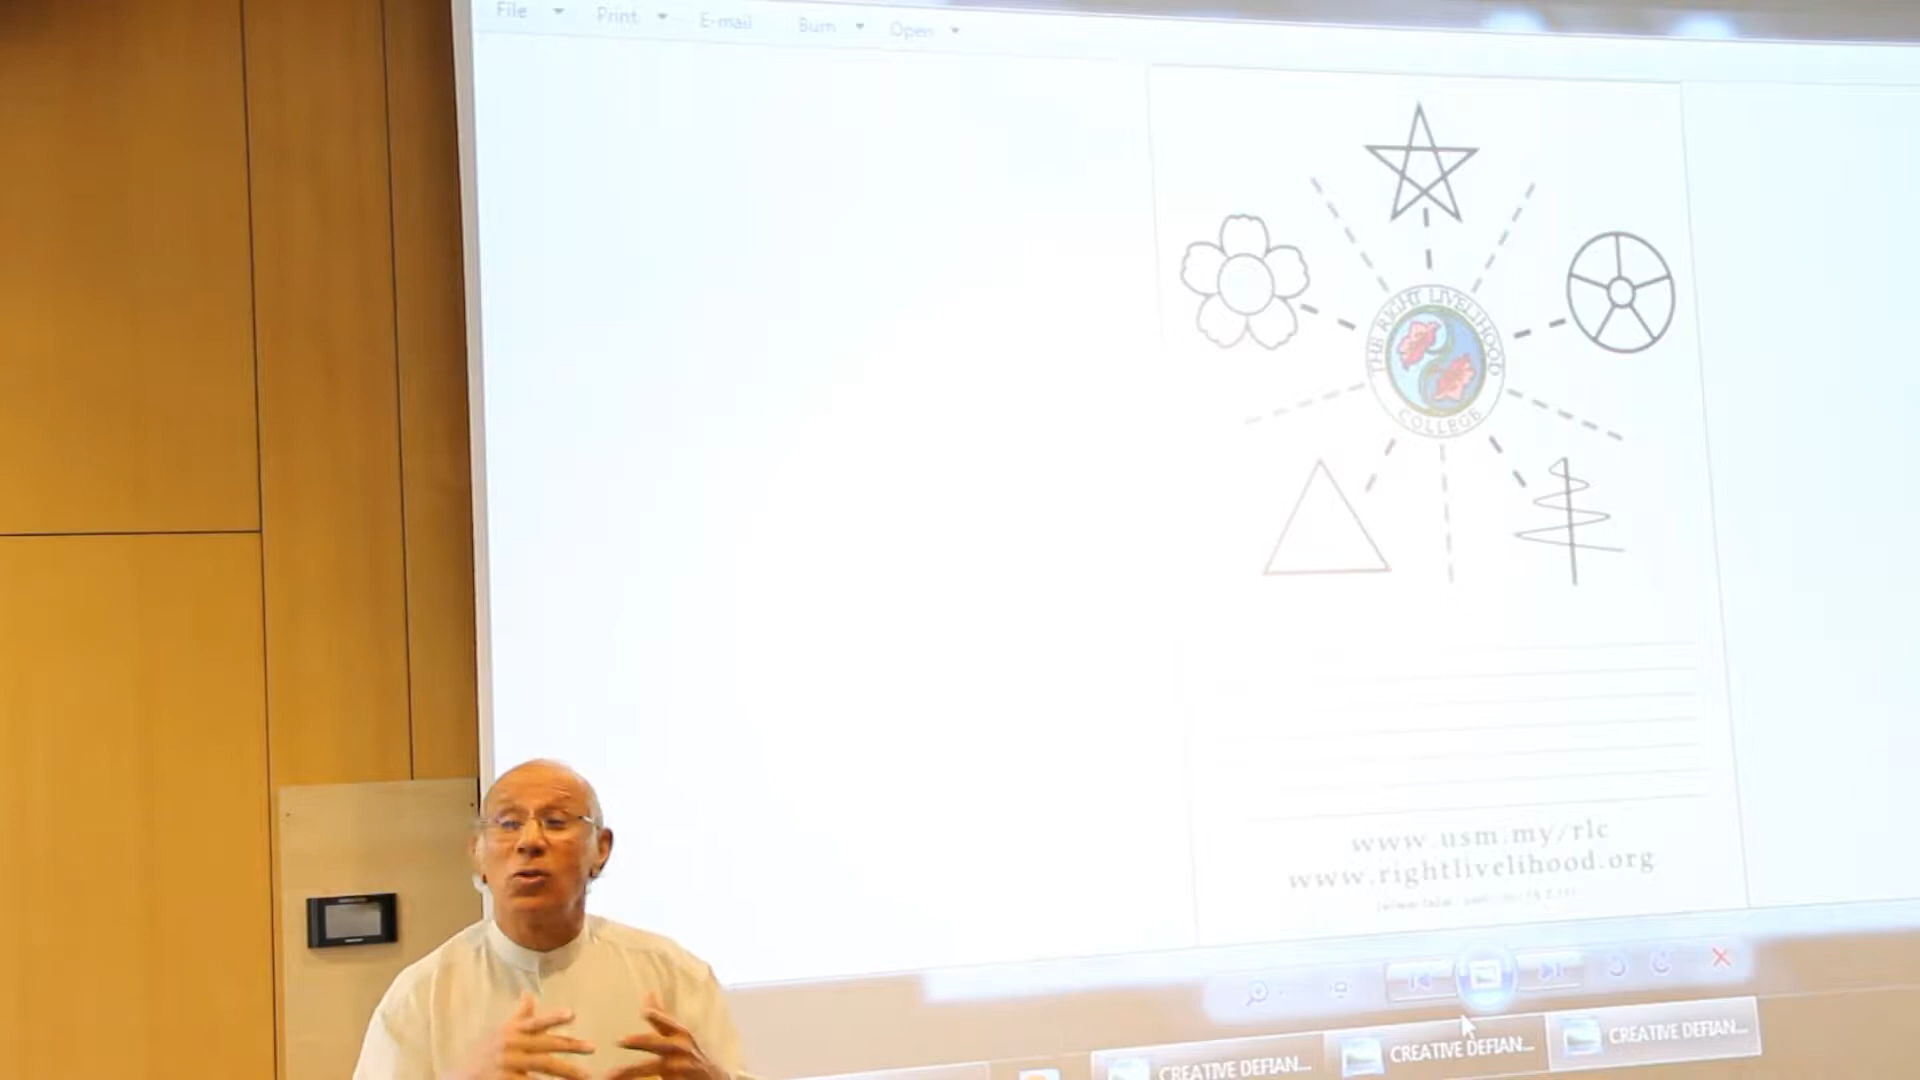 File Print E-mail Burn Open
THE RIGHT LIVELIHOOD
COLLEGE
www.usm.my/rlc
www.rightlivelihood.org
CREATIVE DEFIAN... CREATIVE DEFIAN... CREATIVE DEFIAN...